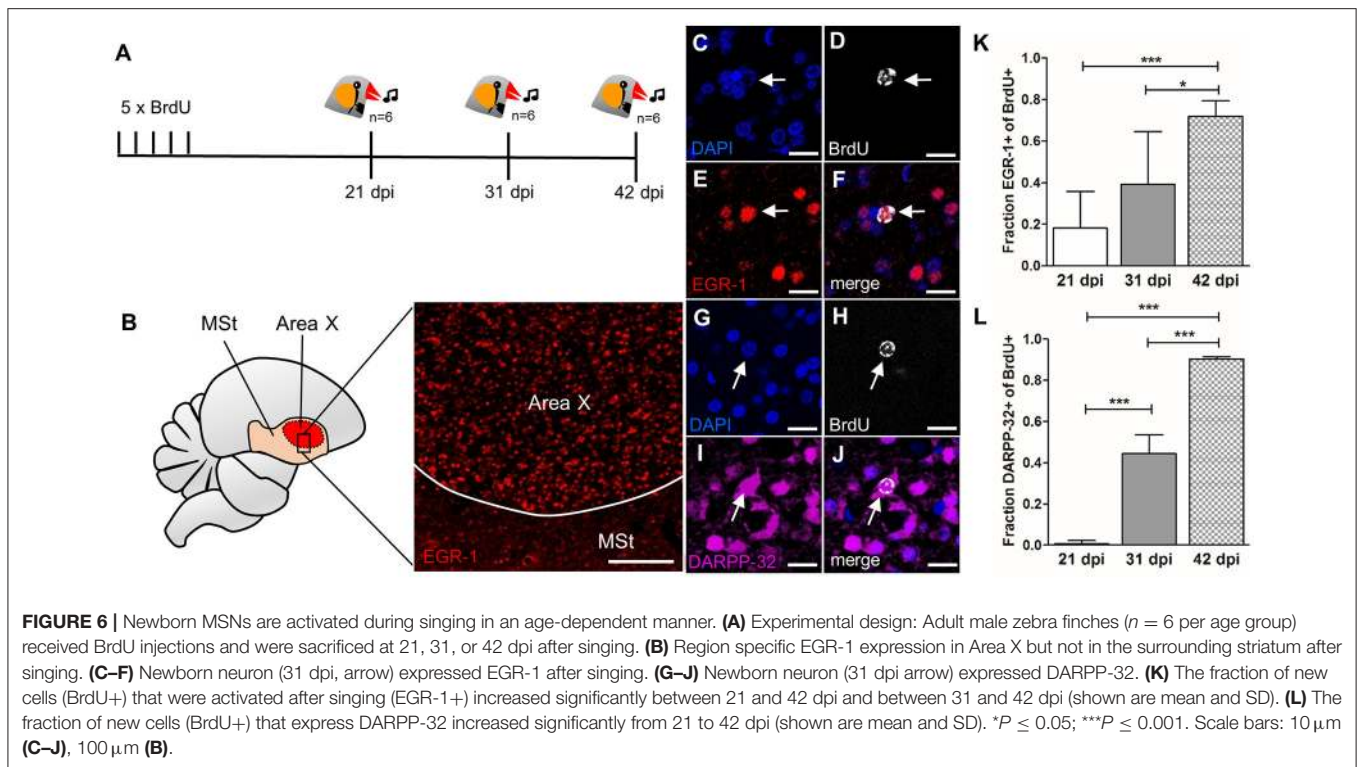 A
5 x BrdU
n=6
n=6
n=6
21 dpi
31 dpi
42 dpi
B
MSt
Area X
Area X
MSt
EGR-1
C
DAPI
D
BrdU
E
EGR-1
F
merge
G
DAPI
H
BrdU
I
DARPP-32
J
merge
K
Fraction EGR-1+ of BrdU+
1.0
0.8
0.6
0.4
0.2
0.0
***
*
21 dpi
31 dpi
42 dpi
L
Fraction DARPP-32+ of BrdU+
1.0
0.8
0.6
0.4
0.2
0.0
***
***
***
21 dpi
31 dpi
42 dpi
FIGURE 6 | Newborn MSNs are activated during singing in an age-dependent manner. (A) Experimental design: Adult male zebra finches (n = 6 per age group)
received BrdU injections and were sacrificed at 21, 31, or 42 dpi after singing. (B) Region specific EGR-1 expression in Area X but not in the surrounding striatum after
singing. (C–F) Newborn neuron (31 dpi, arrow) expressed EGR-1 after singing. (G–J) Newborn neuron (31 dpi arrow) expressed DARPP-32. (K) The fraction of new
cells (BrdU+) that were activated after singing (EGR-1+) increased significantly between 21 and 42 dpi and between 31 and 42 dpi (shown are mean and SD). (L) The
fraction of new cells (BrdU+) that express DARPP-32 increased significantly from 21 to 42 dpi (shown are mean and SD). *P ≤ 0.05; ***P ≤ 0.001. Scale bars: 10 μm
(C–J), 100 μm (B).